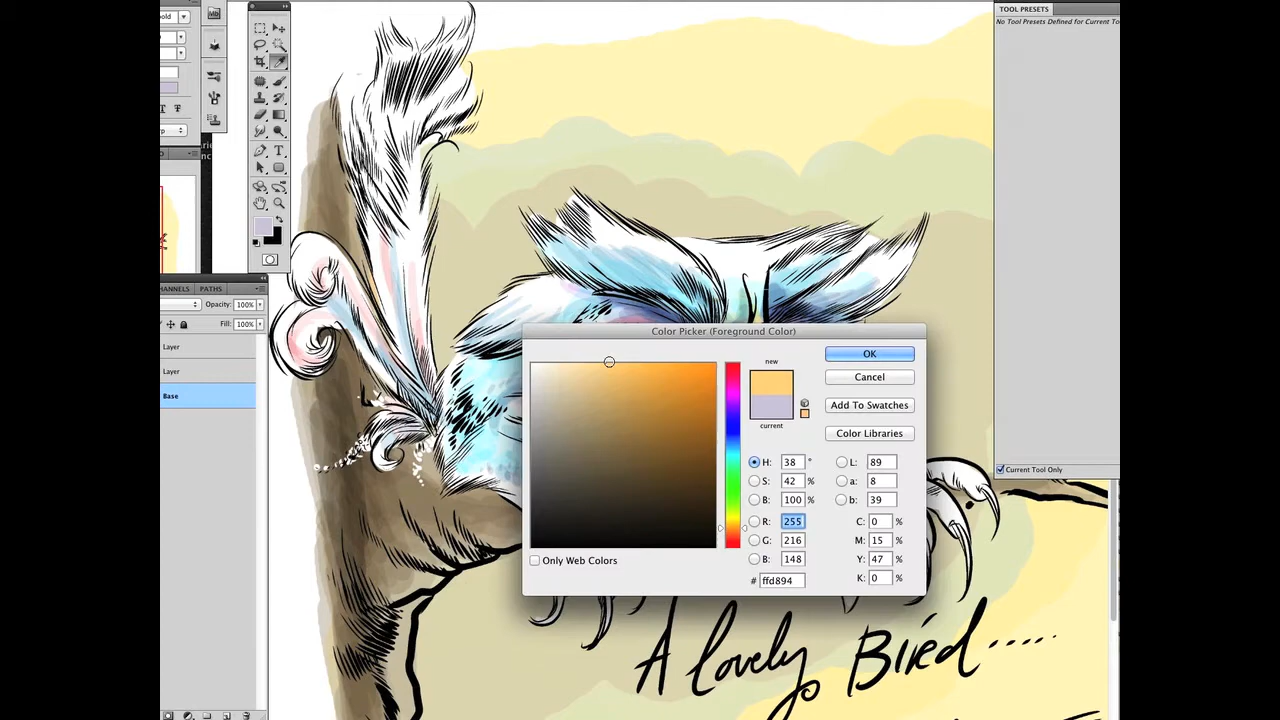 TOOL PRESETS
No Tool Presets Defined for Current To
Opacity: 100%
Fill: 100%
CHANNELS PATHS
Layer
Layer
Base
Color Picker (Foreground Color)
new
current
OK
Cancel
Add To Swatches
Color Libraries
H: 38 °
S: 42 %
B: 100 %
R: 255
G: 216
B: 148
# ffd894
L: 89
a: 8
b: 39
C: 0 %
M: 15 %
Y: 47 %
K: 0 %
Only Web Colors
Current Tool Only
A lovely Bird.....